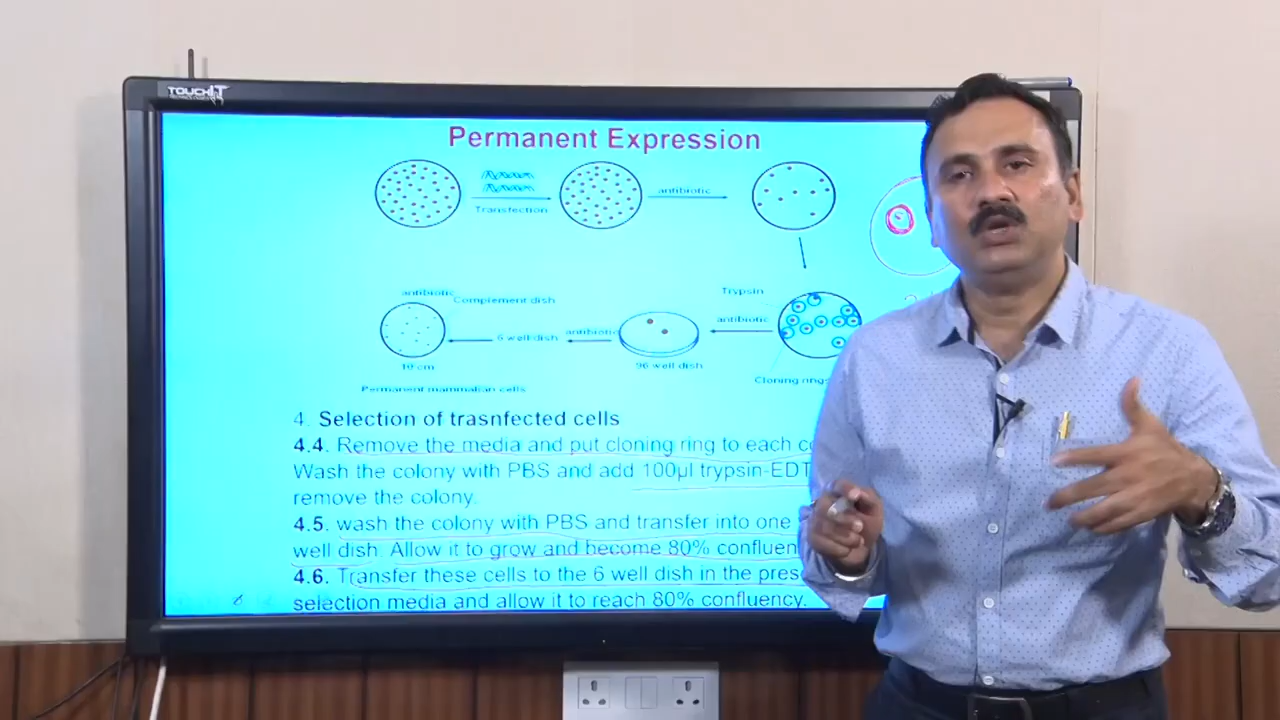 TOUCHIT
Permanent Expression
antibiotic
Transfection
antibiotic
Complement dish
Trypsin
antibiotic
6 well dish
antibiotic
10 cm
96 well dish
Cloning rings
Permanent mammalian cells
4. Selection of trasnfected cells
4.4. Remove the media and put cloning ring to each
Wash the colony with PBS and add 100µl trypsin-EDT
remove the colony.
4.5. wash the colony with PBS and transfer into one
well dish. Allow it to grow and become 80% confluen
4.6. Transfer these cells to the 6 well dish in the pres
selection media and allow it to reach 80% confluency.